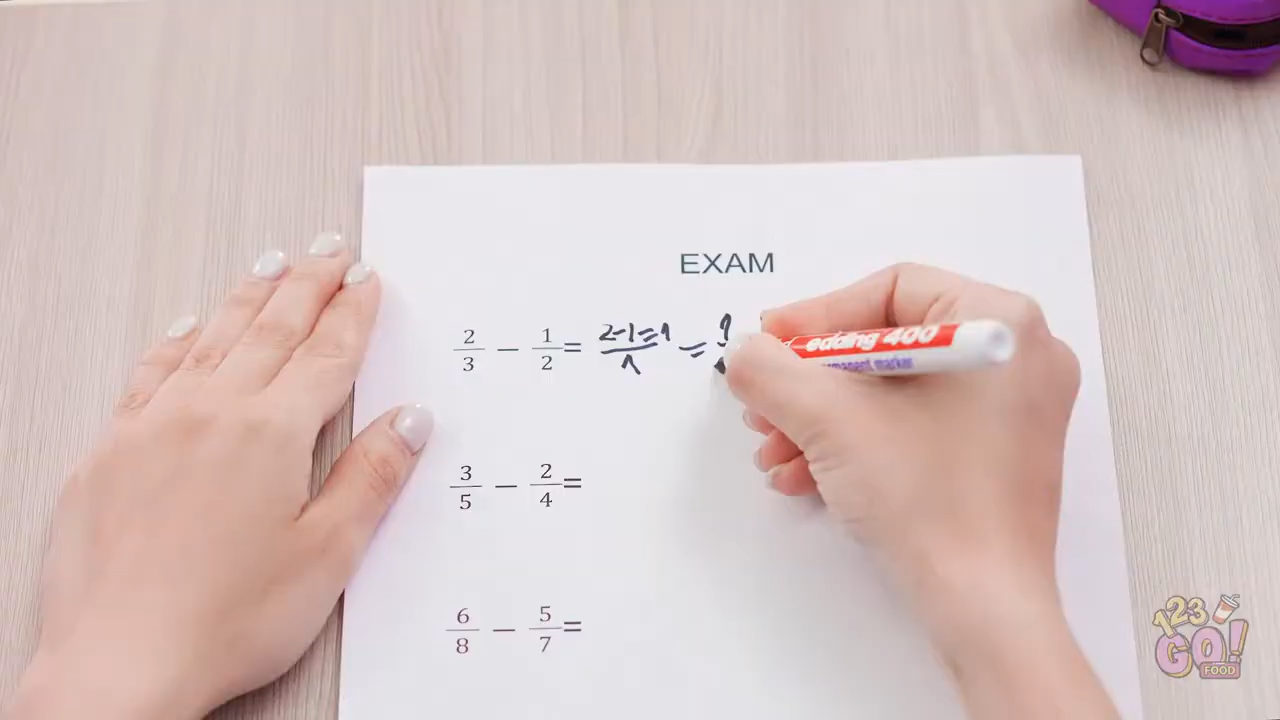 EXAM
2/3 − 1/2 = 2-1=1/1 = 1
edding 400
permanent marker
3/5 − 2/4 =
6/8 − 5/7 =
123
GO!
FOOD